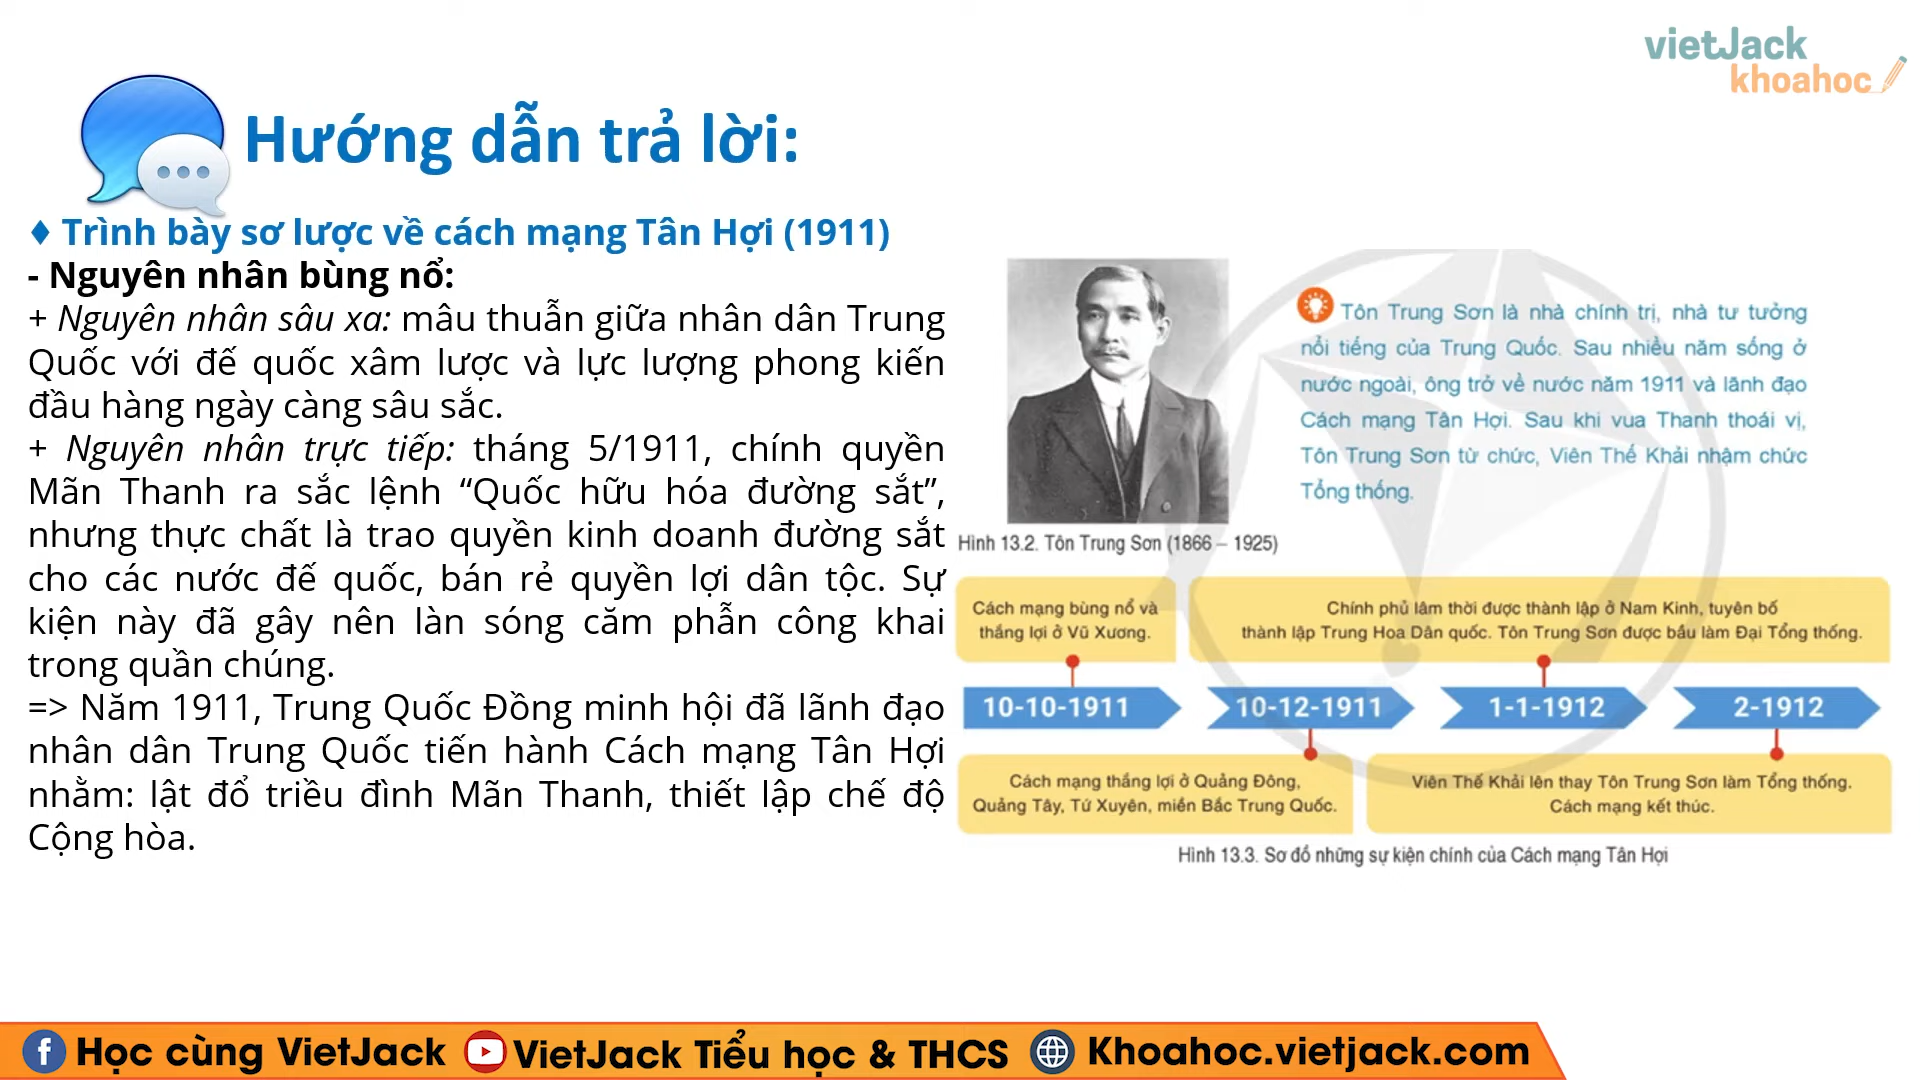 vietJack
khoahoc
Hướng dẫn trả lời:
♦ Trình bày sơ lược về cách mạng Tân Hợi (1911)
- Nguyên nhân bùng nổ:
+ Nguyên nhân sâu xa: mâu thuẫn giữa nhân dân Trung
Quốc với đế quốc xâm lược và lực lượng phong kiến
đầu hàng ngày càng sâu sắc.
+ Nguyên nhân trực tiếp: tháng 5/1911, chính quyền
Mãn Thanh ra sắc lệnh “Quốc hữu hóa đường sắt”,
nhưng thực chất là trao quyền kinh doanh đường sắt
cho các nước đế quốc, bán rẻ quyền lợi dân tộc. Sự
kiện này đã gây nên làn sóng căm phẫn công khai
trong quần chúng.
=> Năm 1911, Trung Quốc Đồng minh hội đã lãnh đạo
nhân dân Trung Quốc tiến hành Cách mạng Tân Hợi
nhằm: lật đổ triều đình Mãn Thanh, thiết lập chế độ
Cộng hòa.
Tôn Trung Sơn là nhà chính trị, nhà tư tưởng
nổi tiếng của Trung Quốc. Sau nhiều năm sống ở
nước ngoài, ông trở về nước năm 1911 và lãnh đạo
Cách mạng Tân Hợi. Sau khi vua Thanh thoái vị,
Tôn Trung Sơn từ chức, Viên Thế Khải nhậm chức
Tổng thống.
Hình 13.2. Tôn Trung Sơn (1866 – 1925)
Cách mạng bùng nổ và
thắng lợi ở Vũ Xương.
Chính phủ lâm thời được thành lập ở Nam Kinh, tuyên bố
thành lập Trung Hoa Dân quốc. Tôn Trung Sơn được bầu làm Đại Tổng thống.
10-10-1911
10-12-1911
1-1-1912
2-1912
Cách mạng thắng lợi ở Quảng Đông,
Quảng Tây, Tứ Xuyên, miền Bắc Trung Quốc.
Viên Thế Khải lên thay Tôn Trung Sơn làm Tổng thống.
Cách mạng kết thúc.
Hình 13.3. Sơ đồ những sự kiện chính của Cách mạng Tân Hợi
Học cùng VietJack
VietJack Tiểu học & THCS
Khoahoc.vietjack.com